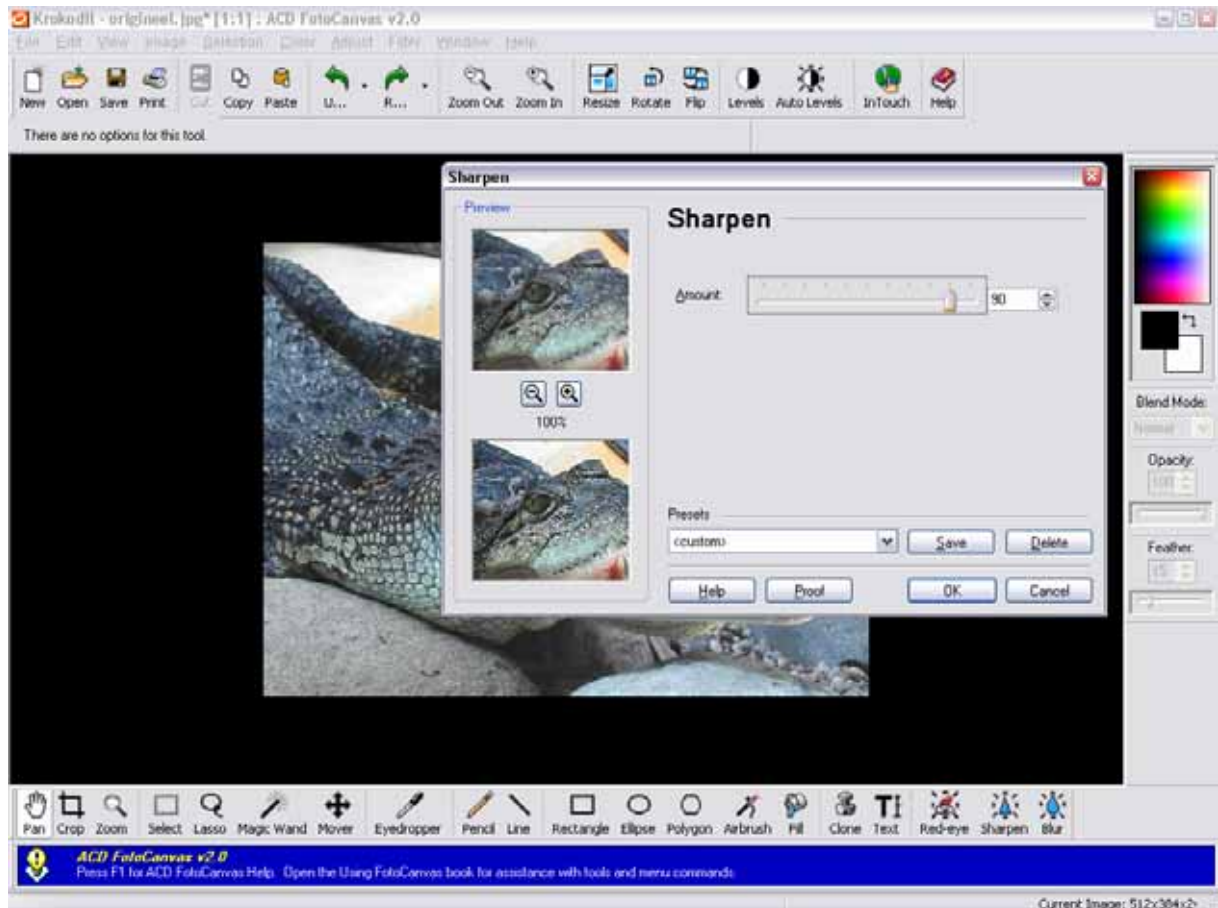 Krokodil - origineel.jpg* [1:1] : ACD FotoCanvas v2.0
File Edit View Image Selection Color Adjust Filter Window Help
New Open Save Print Cut Copy Paste U... R... Zoom Out Zoom In Resize Rotate Flip Levels Auto Levels InTouch Help
There are no options for this tool.
Sharpen
Preview
Sharpen
Amount:
90
100%
Presets
<custom>
Save
Delete
Help
Proof
OK
Cancel
Blend Mode:
Normal
Opacity:
100
Feather:
15
Pan Crop Zoom Select Lasso Magic Wand Mover Eyedropper Pencil Line Rectangle Ellipse Polygon Airbrush Fill Clone Text Red-eye Sharpen Blur
ACD FotoCanvas v2.0
Press F1 for ACD FotoCanvas Help. Open the Using FotoCanvas book for assistance with tools and menu commands.
Current Image: 512x384x2